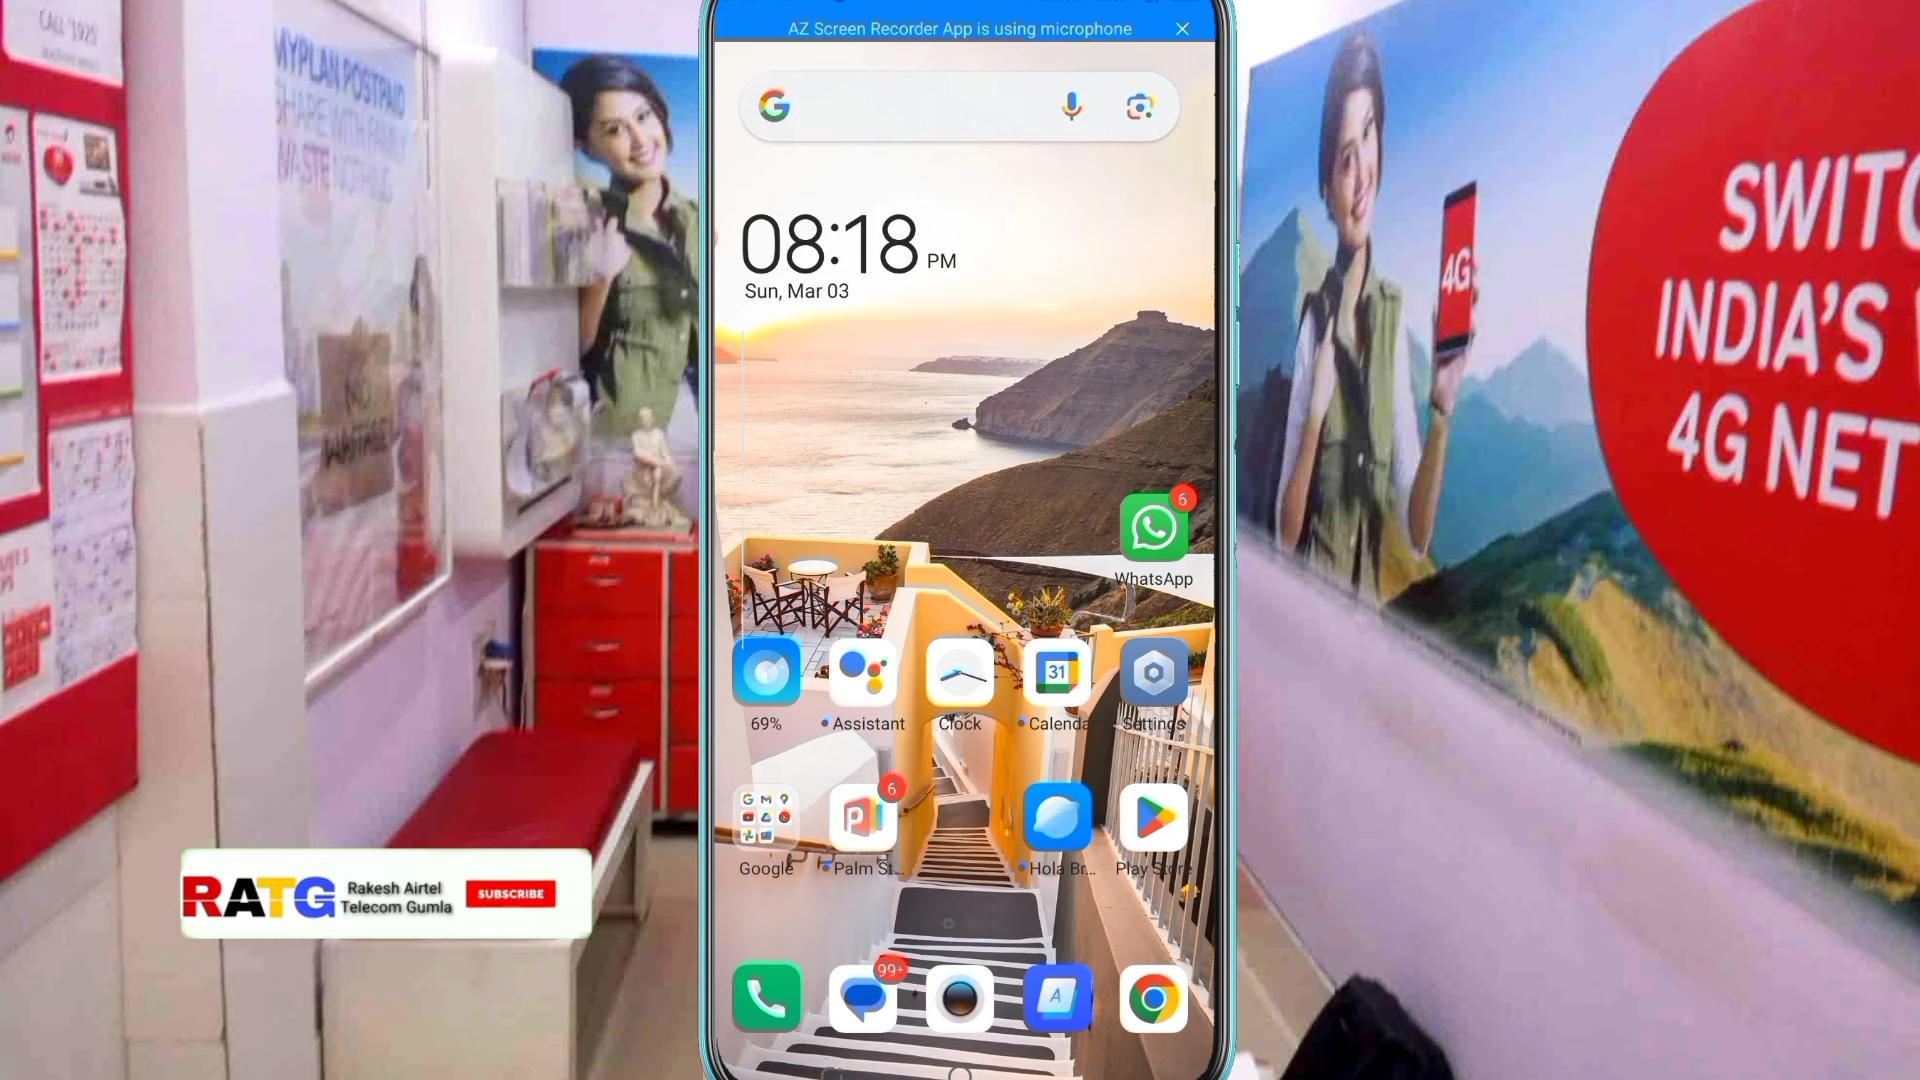 CALL '1925'
MYPLAN POSTPAID
SHARE WITH FAMILY
WASTE NOTHING
AZ Screen Recorder App is using microphone
08:18 PM
Sun, Mar 03
6
WhatsApp
31
69%
Assistant
Clock
Calendar
Settings
6
Google
Palm St...
Hola Br...
Play Store
99+
A
4G
SWITC
INDIA'S
4G NET
RATG
Rakesh Airtel
Telecom Gumla
SUBSCRIBE